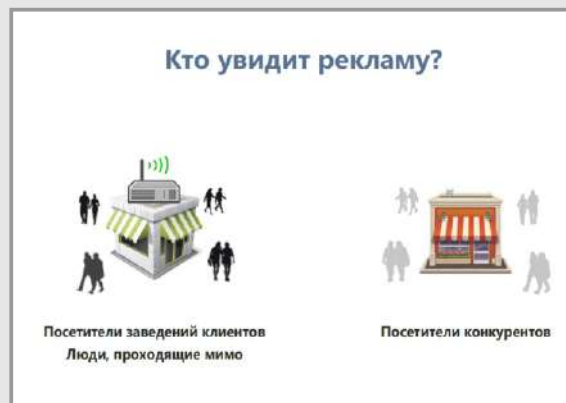 Кто увидит рекламу?
Посетители заведений клиентов
Люди, проходящие мимо
Посетители конкурентов